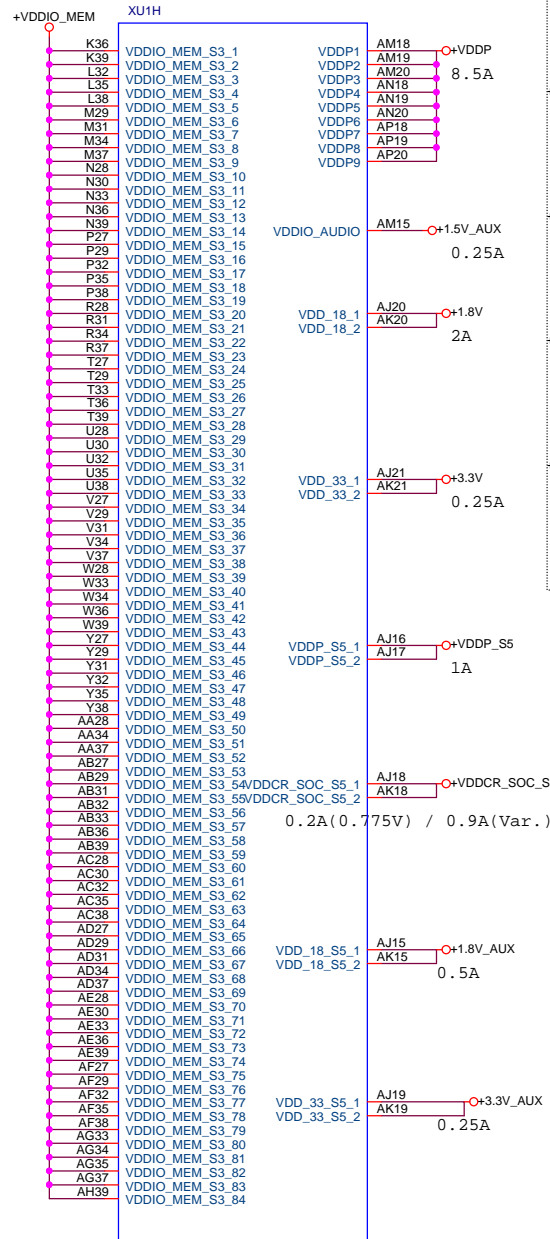 +VDDIO_MEM
XU1H
K36 VDDIO_MEM_S3_1 VDDP1 AM18 +VDDP
K39 VDDIO_MEM_S3_2 VDDP2 AM19
L32 VDDIO_MEM_S3_3 VDDP3 AM20 8.5A
L35 VDDIO_MEM_S3_4 VDDP4 AN18
L38 VDDIO_MEM_S3_5 VDDP5 AN19
M29 VDDIO_MEM_S3_6 VDDP6 AN20
M31 VDDIO_MEM_S3_7 VDDP7 AP18
M34 VDDIO_MEM_S3_8 VDDP8 AP19
M37 VDDIO_MEM_S3_9 VDDP9 AP20
N28 VDDIO_MEM_S3_10
N30 VDDIO_MEM_S3_11
N33 VDDIO_MEM_S3_12
N36 VDDIO_MEM_S3_13
N39 VDDIO_MEM_S3_14 VDDIO_AUDIO AM15 +1.5V_AUX
P27 VDDIO_MEM_S3_15
P29 VDDIO_MEM_S3_16 0.25A
P32 VDDIO_MEM_S3_17
P35 VDDIO_MEM_S3_18
P38 VDDIO_MEM_S3_19
R28 VDDIO_MEM_S3_20 VDD_18_1 AJ20 +1.8V
R31 VDDIO_MEM_S3_21 VDD_18_2 AK20
R34 VDDIO_MEM_S3_22 2A
R37 VDDIO_MEM_S3_23
T27 VDDIO_MEM_S3_24
T29 VDDIO_MEM_S3_25
T33 VDDIO_MEM_S3_26
T36 VDDIO_MEM_S3_27
T39 VDDIO_MEM_S3_28
U28 VDDIO_MEM_S3_29
U30 VDDIO_MEM_S3_30
U32 VDDIO_MEM_S3_31
U35 VDDIO_MEM_S3_32 VDD_33_1 AJ21 +3.3V
U38 VDDIO_MEM_S3_33 VDD_33_2 AK21
V27 VDDIO_MEM_S3_34 0.25A
V29 VDDIO_MEM_S3_35
V31 VDDIO_MEM_S3_36
V34 VDDIO_MEM_S3_37
V37 VDDIO_MEM_S3_38
W28 VDDIO_MEM_S3_39
W33 VDDIO_MEM_S3_40
W34 VDDIO_MEM_S3_41
W36 VDDIO_MEM_S3_42
W39 VDDIO_MEM_S3_43
Y27 VDDIO_MEM_S3_44 VDDP_S5_1 AJ16 +VDDP_S5
Y29 VDDIO_MEM_S3_45 VDDP_S5_2 AJ17
Y31 VDDIO_MEM_S3_46 1A
Y32 VDDIO_MEM_S3_47
Y35 VDDIO_MEM_S3_48
Y38 VDDIO_MEM_S3_49
AA28 VDDIO_MEM_S3_50
AA34 VDDIO_MEM_S3_51
AA37 VDDIO_MEM_S3_52
AB27 VDDIO_MEM_S3_53
AB29 VDDIO_MEM_S3_54 VDDCR_SOC_S5_1 AJ18 +VDDCR_SOC_S
AB31 VDDIO_MEM_S3_55 VDDCR_SOC_S5_2 AK18
AB32 VDDIO_MEM_S3_56
AB33 VDDIO_MEM_S3_57 0.2A(0.775V) / 0.9A(Var.)
AB36 VDDIO_MEM_S3_58
AB39 VDDIO_MEM_S3_59
AC28 VDDIO_MEM_S3_60
AC30 VDDIO_MEM_S3_61
AC32 VDDIO_MEM_S3_62
AC35 VDDIO_MEM_S3_63
AC38 VDDIO_MEM_S3_64
AD27 VDDIO_MEM_S3_65
AD29 VDDIO_MEM_S3_66 VDD_18_S5_1 AJ15 +1.8V_AUX
AD31 VDDIO_MEM_S3_67 VDD_18_S5_2 AK15
AD34 VDDIO_MEM_S3_68 0.5A
AD37 VDDIO_MEM_S3_69
AE28 VDDIO_MEM_S3_70
AE30 VDDIO_MEM_S3_71
AE33 VDDIO_MEM_S3_72
AE36 VDDIO_MEM_S3_73
AE39 VDDIO_MEM_S3_74
AF27 VDDIO_MEM_S3_75
AF29 VDDIO_MEM_S3_76
AF32 VDDIO_MEM_S3_77 VDD_33_S5_1 AJ19 +3.3V_AUX
AF35 VDDIO_MEM_S3_78 VDD_33_S5_2 AK19
AF38 VDDIO_MEM_S3_79 0.25A
AG33 VDDIO_MEM_S3_80
AG34 VDDIO_MEM_S3_81
AG35 VDDIO_MEM_S3_82
AG37 VDDIO_MEM_S3_83
AH39 VDDIO_MEM_S3_84